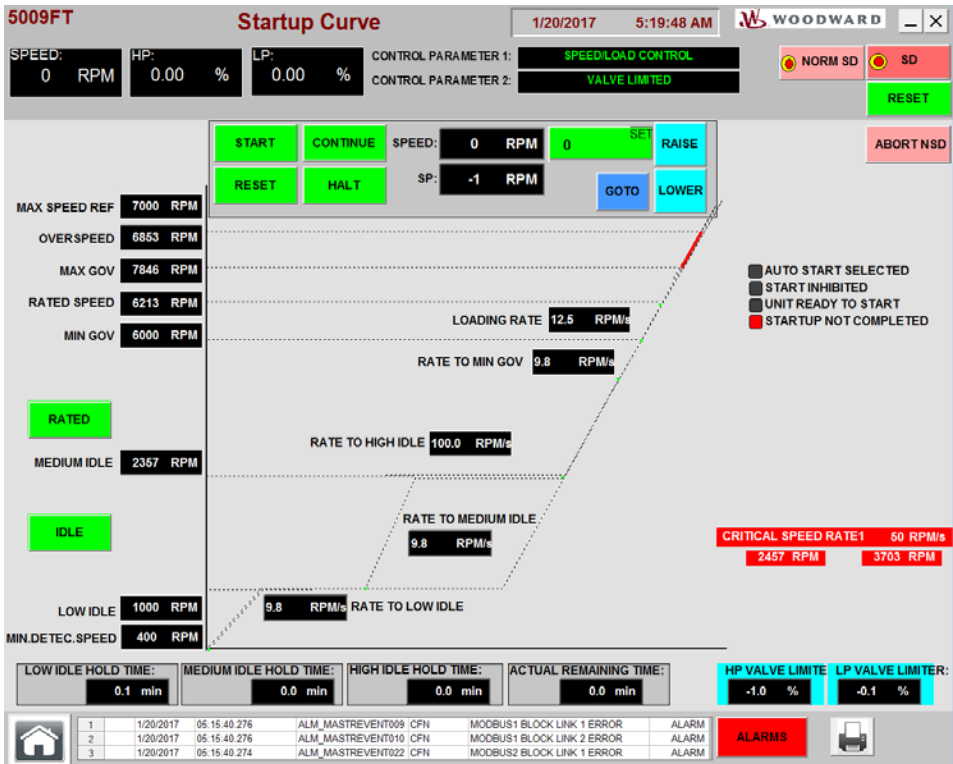 5009FT Startup Curve 1/20/2017 5:19:48 AM WOODWARD
SPEED: HP: LP: CONTROL PARAMETER 1: SPEED/LOAD CONTROL
0 RPM 0.00 % 0.00 % CONTROL PARAMETER 2: VALVE LIMITED
NORM SD SD
RESET
START CONTINUE SPEED: 0 RPM 0 SET RAISE ABORT NSD
RESET HALT SP: -1 RPM GOTO LOWER
MAX SPEED REF 7000 RPM
OVERSPEED 6853 RPM
MAX GOV 7846 RPM
RATED SPEED 6213 RPM
MIN GOV 6000 RPM
AUTO START SELECTED
START INHIBITED
UNIT READY TO START
STARTUP NOT COMPLETED
LOADING RATE 12.5 RPM/s
RATE TO MIN GOV 9.8 RPM/s
RATED
RATE TO HIGH IDLE 100.0 RPM/s
MEDIUM IDLE 2357 RPM
IDLE
RATE TO MEDIUM IDLE
9.8 RPM/s
CRITICAL SPEED RATE1 50 RPM/s
2457 RPM 3703 RPM
LOW IDLE 1000 RPM 9.8 RPM/s RATE TO LOW IDLE
MIN.DETEC.SPEED 400 RPM
LOW IDLE HOLD TIME: MEDIUM IDLE HOLD TIME: HIGH IDLE HOLD TIME: ACTUAL REMAINING TIME: HP VALVE LIMITE LP VALVE LIMITER:
0.1 min 0.0 min 0.0 min 0.0 min -1.0 % -0.1 %
1 1/20/2017 05:15:40.276 ALM_MASTREVENT009 CFN MODBUS1 BLOCK LINK 1 ERROR ALARM
2 1/20/2017 05:15:40.276 ALM_MASTREVENT010 CFN MODBUS1 BLOCK LINK 2 ERROR ALARM
3 1/20/2017 05:15:40.274 ALM_MASTREVENT022 CFN MODBUS2 BLOCK LINK 1 ERROR ALARM
ALARMS